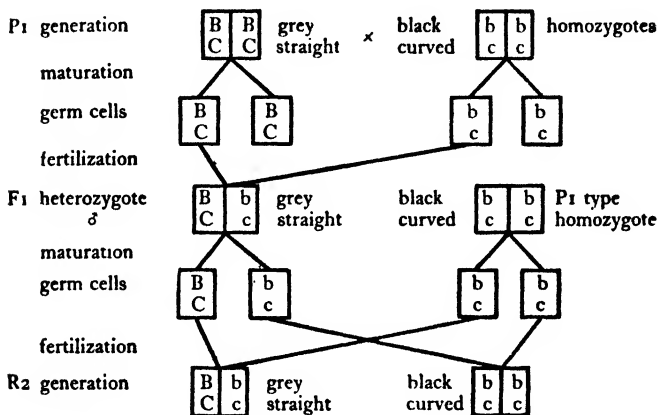 P1 generation B B grey × black b b homozygotes
C C straight curved c c
maturation
germ cells B B b b
C C c c
fertilization
F1 heterozygote B b grey black b b P1 type
♂ C c straight curved c c homozygote
maturation
germ cells B b b b
C c c c
fertilization
R2 generation B b grey black b b
C c straight curved c c